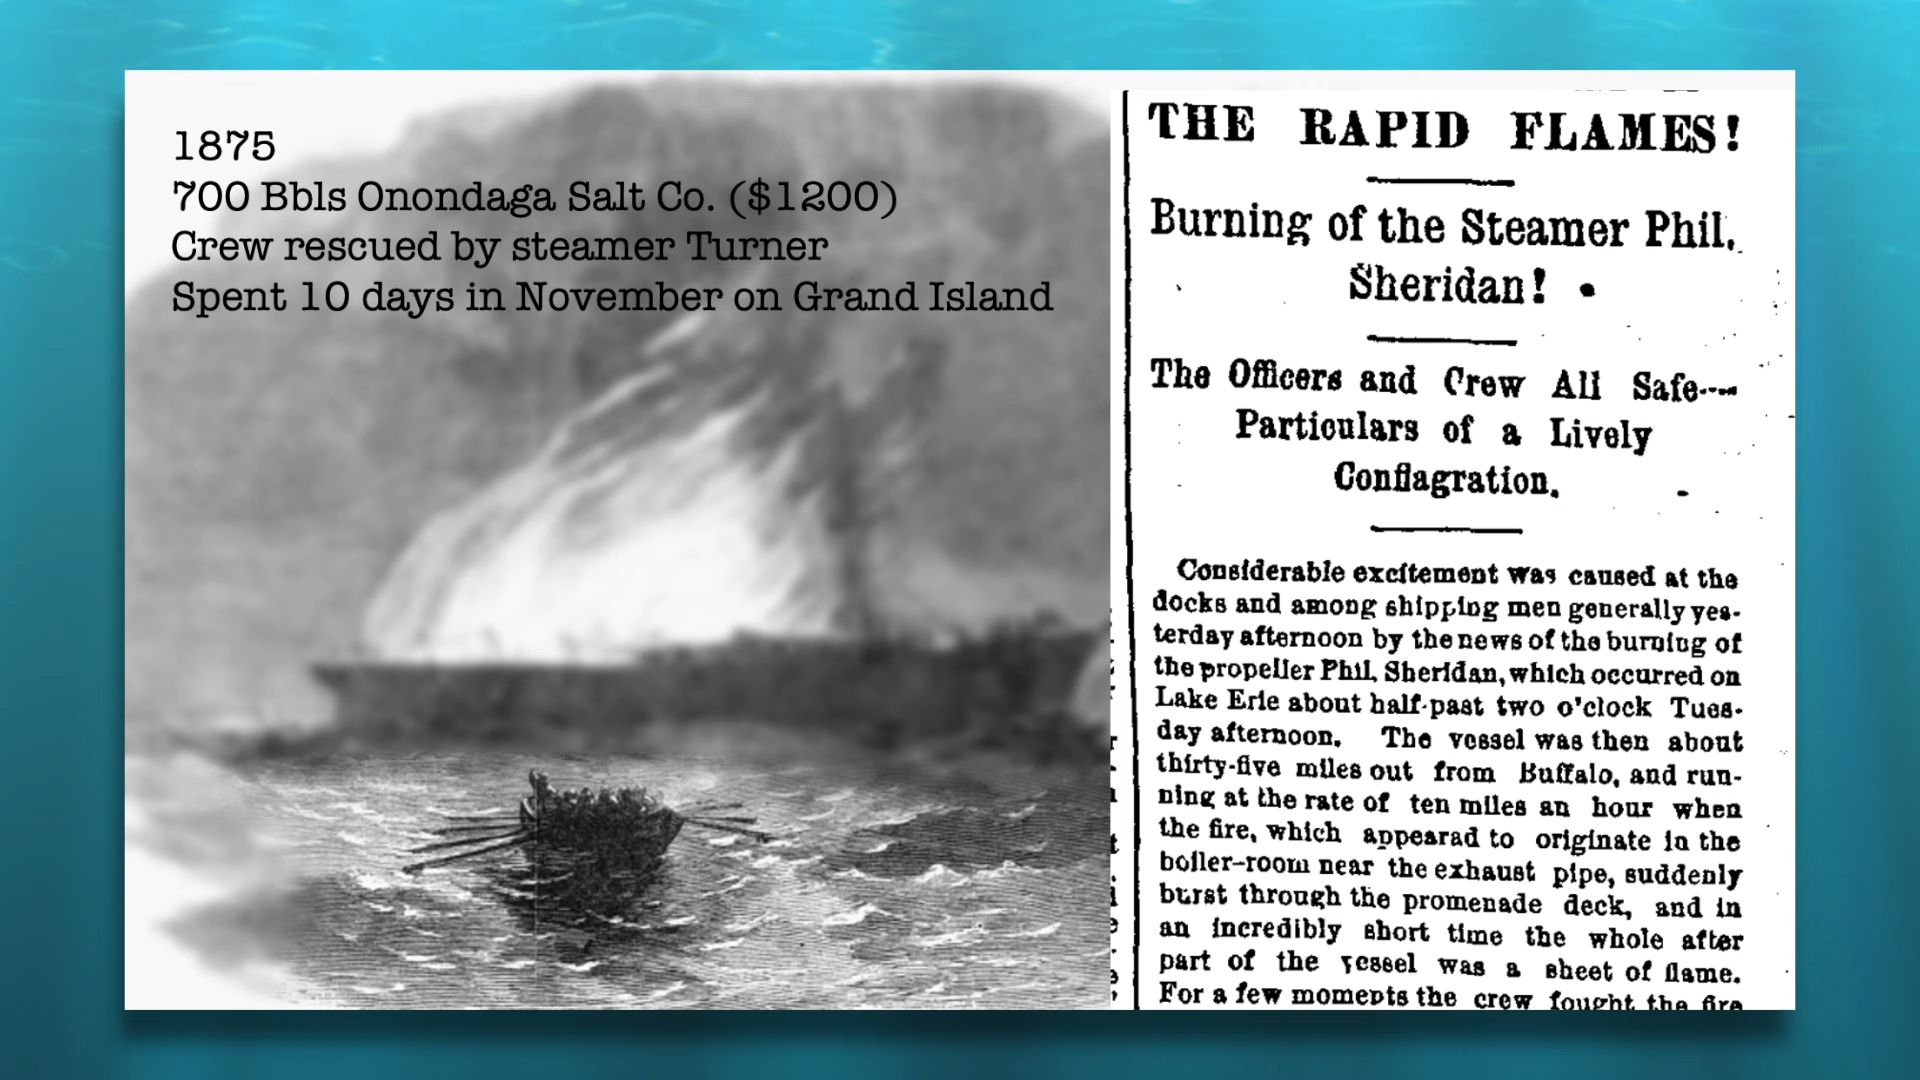 1875
700 Bbls Onondaga Salt Co. ($1200)
Crew rescued by steamer Turner
Spent 10 days in November on Grand Island
THE RAPID FLAMES!
Burning of the Steamer Phil.
Sheridan!
The Officers and Crew All Safe---
Particulars of a Lively
Conflagration.
Considerable excitement was caused at the
docks and among shipping men generally yes-
terday afternoon by the news of the burning of
the propeller Phil. Sheridan, which occurred on
Lake Erie about half-past two o'clock Tues-
day afternoon. The vessel was then about
thirty-five miles out from Buffalo, and run-
ning at the rate of ten miles an hour when
the fire, which appearad to originate in the
boiler-room near the exhaust pipe, suddenly
burst through the promenade deck, and in
an incredibly short time the whole after
part of the vessel was a sheet of flame.
For a few moments the crew fought the fire